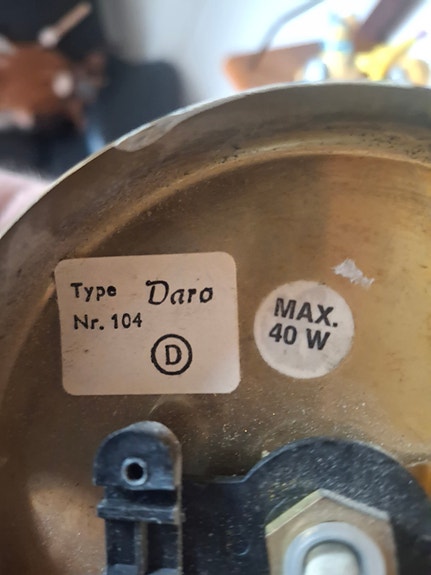 Type Daro
Nr. 104
D
MAX.
40 W